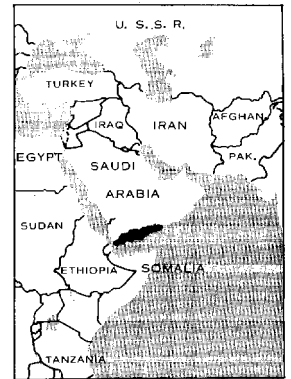 U. S. S. R.
TURKEY
IRAQ
IRAN
AFGHAN.
EGYPT
SAUDI
PAK.
ARABIA
SUDAN
ETHIOPIA
SOMALIA
TANZANIA